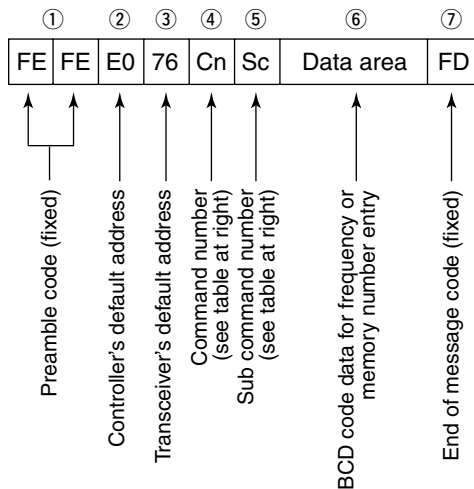 ① ② ③ ④ ⑤ ⑥ ⑦
FE FE E0 76 Cn Sc Data area FD
Preamble code (fixed)
Controller's default address
Transceiver's default address
Command number
(see table at right)
Sub command number
(see table at right)
BCD code data for frequency or
memory number entry
End of message code (fixed)